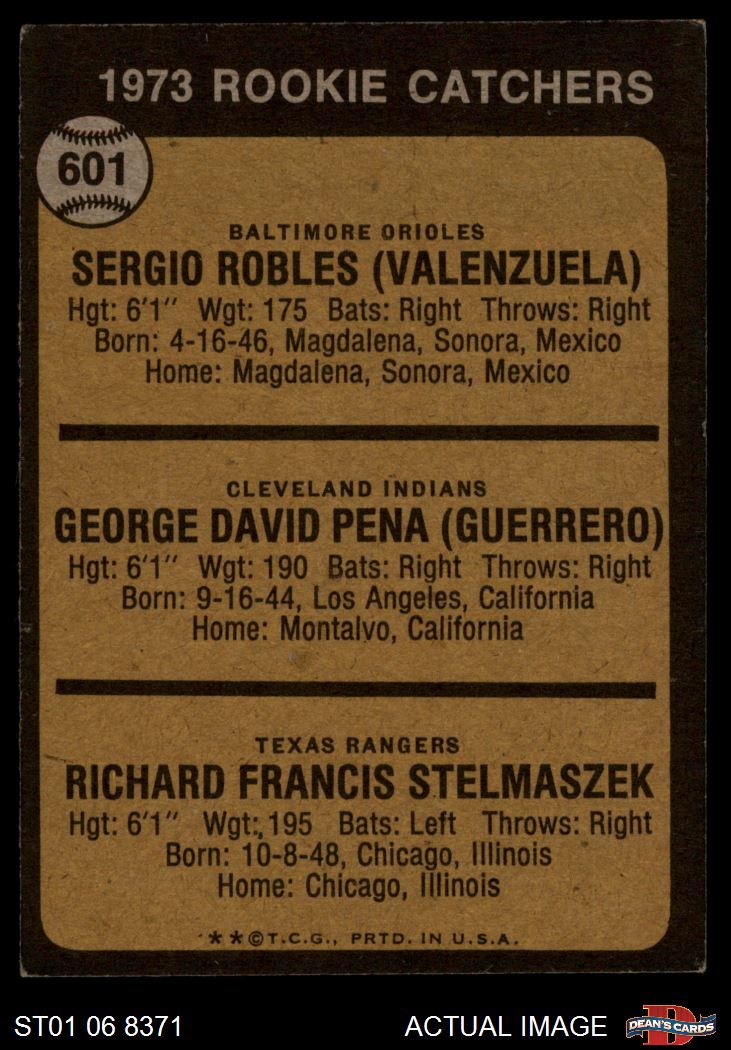 1973 ROOKIE CATCHERS
601
BALTIMORE ORIOLES
SERGIO ROBLES (VALENZUELA)
Hgt: 6'1" Wgt: 175 Bats: Right Throws: Right
Born: 4-16-46, Magdalena, Sonora, Mexico
Home: Magdalena, Sonora, Mexico
CLEVELAND INDIANS
GEORGE DAVID PENA (GUERRERO)
Hgt: 6'1" Wgt: 190 Bats: Right Throws: Right
Born: 9-16-44, Los Angeles, California
Home: Montalvo, California
TEXAS RANGERS
RICHARD FRANCIS STELMASZEK
Hgt: 6'1" Wgt: 195 Bats: Left Throws: Right
Born: 10-8-48, Chicago, Illinois
Home: Chicago, Illinois
**©T.C.G., PRTD. IN U.S.A.
ST01 06 8371 ACTUAL IMAGE
D DEAN'S CARDS